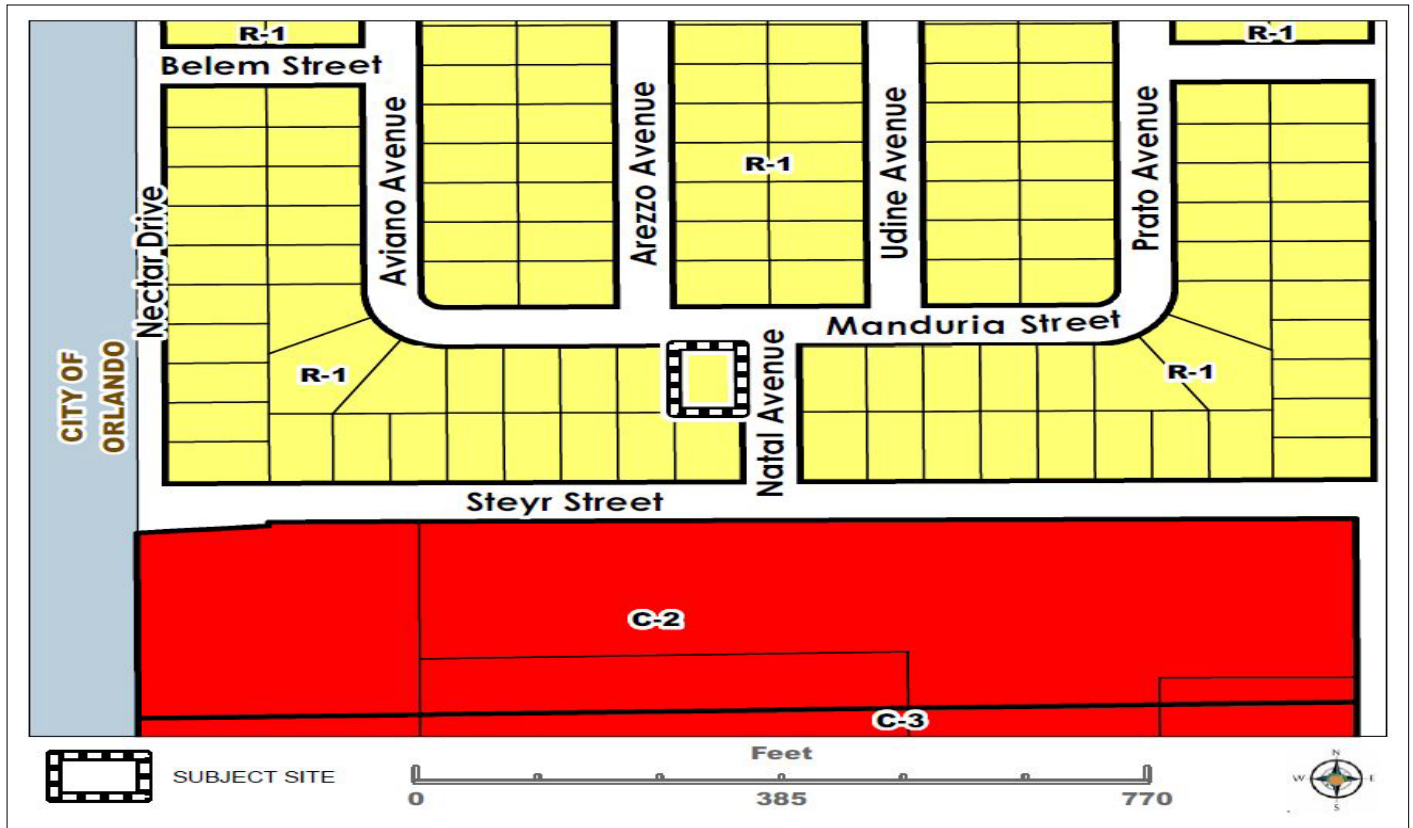 R-1
R-1
Belem Street
Nectar Drive
Aviano Avenue
Arezzo Avenue
R-1
Udine Avenue
Prato Avenue
Manduria Street
CITY OF
ORLANDO
R-1
Natal Avenue
R-1
Steyr Street
C-2
C-3
SUBJECT SITE
Feet
0
385
770
N
W
E
S